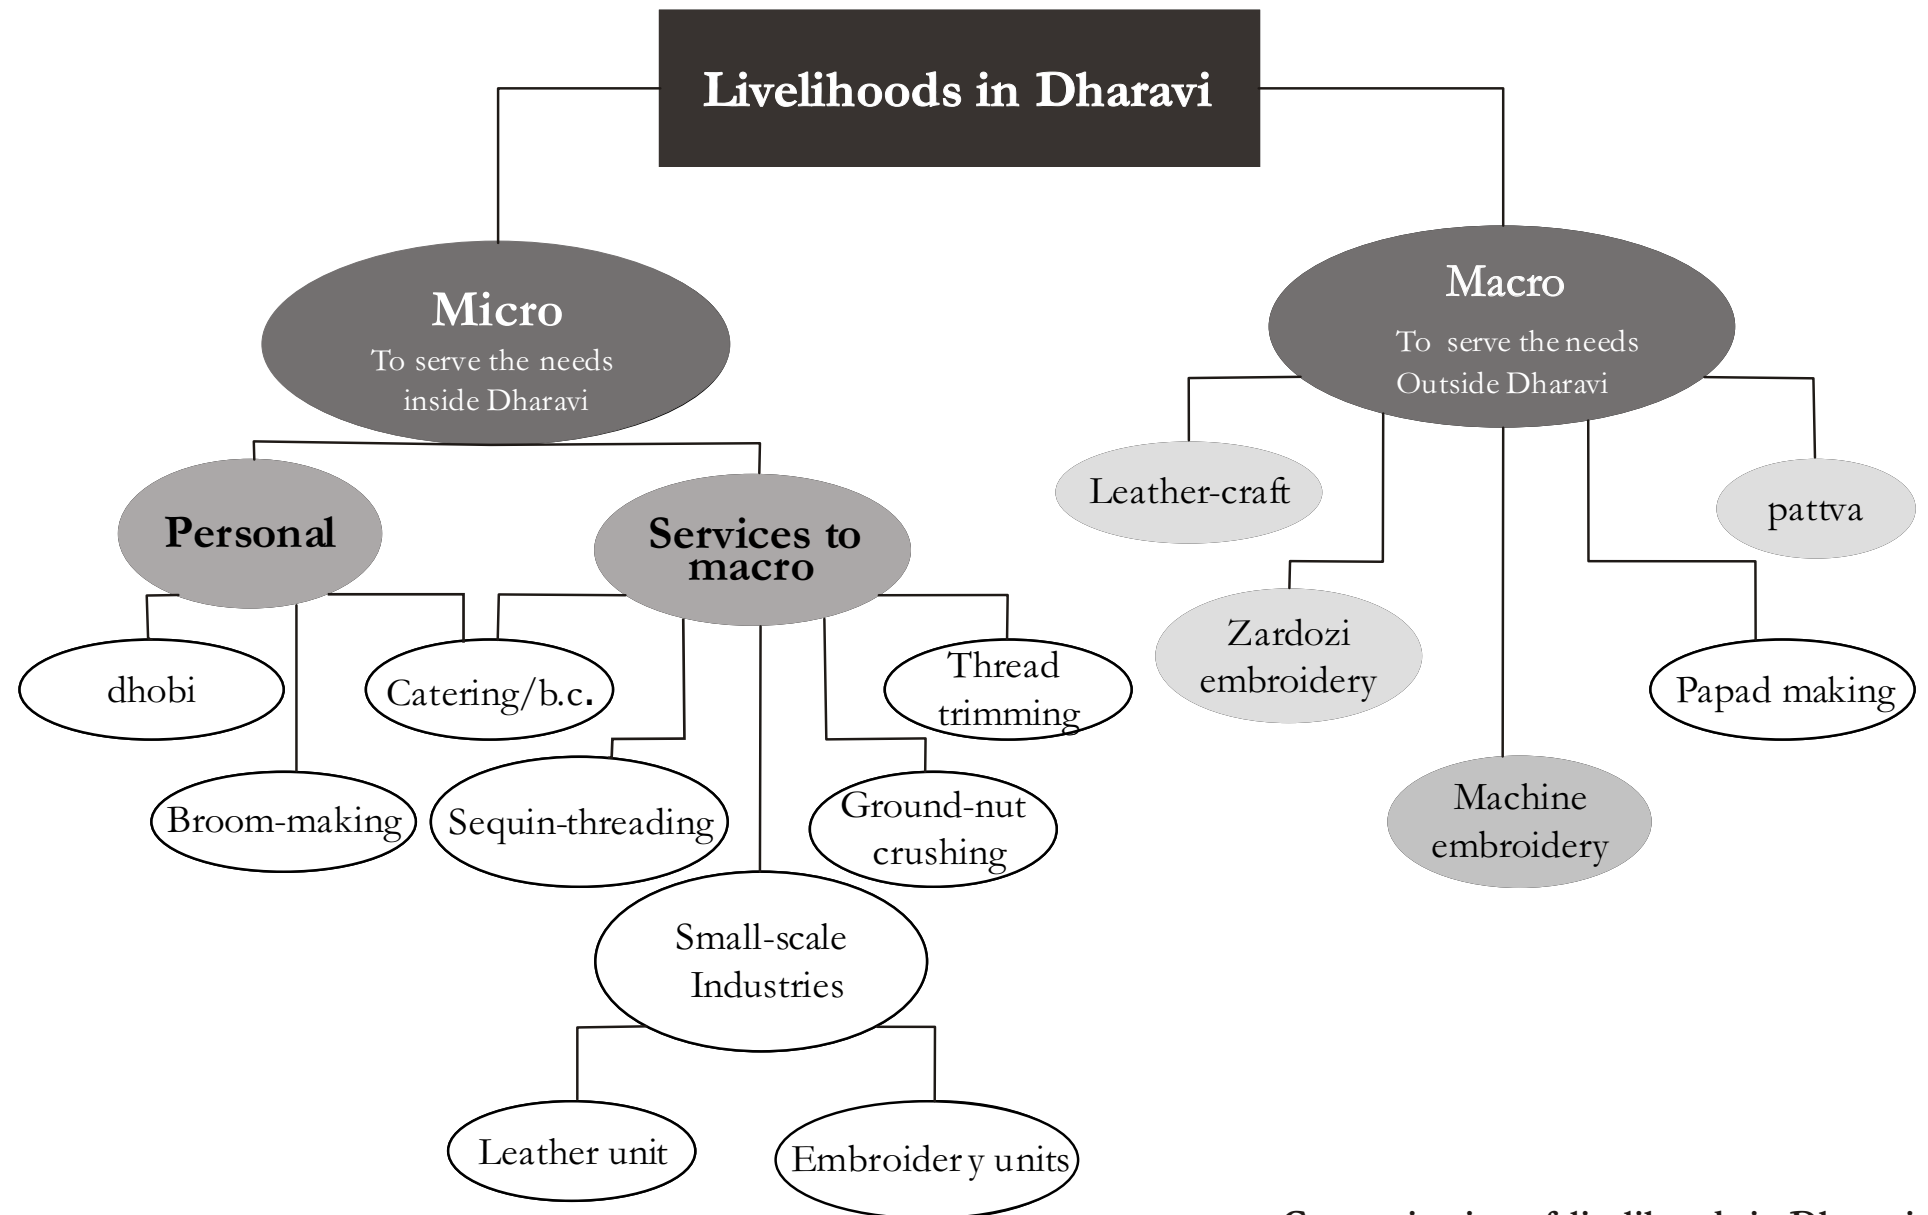 Livelihoods in Dharavi
Micro
To serve the needs
inside Dharavi
Macro
To serve the needs
Outside Dharavi
Personal
Services to
macro
Leather-craft
pattva
Zardozi
embroidery
Papad making
Machine
embroidery
dhobi
Catering/b.c.
Thread
trimming
Broom-making
Sequin-threading
Ground-nut
crushing
Small-scale
Industries
Leather unit
Embroidery units